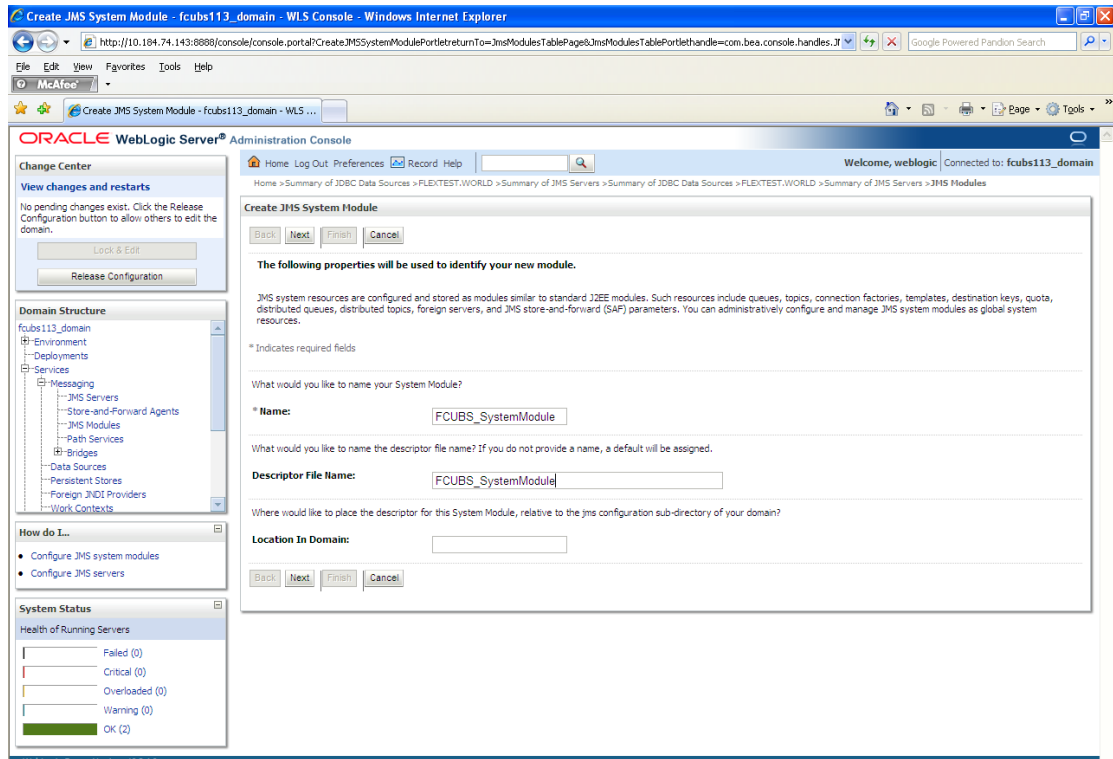 Create JMS System Module - fcubs113_domain - WLS Console - Windows Internet Explorer
http://10.184.74.143:8888/console/console.portal?CreateJMSSystemModulePortletreturnTo=JmsModulesTablePage&JmsModulesTablePortlethandle=com.bea.console.handles.
Google Powered Pandion Search
File Edit View Favorites Tools Help
McAfee
Create JMS System Module - fcubs113_domain - WLS ...
Page Tools
ORACLE WebLogic Server® Administration Console
Change Center
View changes and restarts
No pending changes exist. Click the Release
Configuration button to allow others to edit the
domain.
Lock & Edit
Release Configuration
Domain Structure
fcubs113_domain
Environment
Deployments
Services
Messaging
JMS Servers
Store-and-Forward Agents
JMS Modules
Path Services
Bridges
Data Sources
Persistent Stores
Foreign JNDI Providers
Work Contexts
How do I...
Configure JMS system modules
Configure JMS servers
System Status
Health of Running Servers
Failed (0)
Critical (0)
Overloaded (0)
Warning (0)
OK (2)
Home Log Out Preferences Record Help
Welcome, weblogic Connected to: fcubs113_domain
Home >Summary of JDBC Data Sources >FLEXTEST.WORLD >Summary of JMS Servers >Summary of JDBC Data Sources >FLEXTEST.WORLD >Summary of JMS Servers >JMS Modules
Create JMS System Module
Back Next Finish Cancel
The following properties will be used to identify your new module.
JMS system resources are configured and stored as modules similar to standard J2EE modules. Such resources include queues, topics, connection factories, templates, destination keys, quota,
distributed queues, distributed topics, foreign servers, and JMS store-and-forward (SAF) parameters. You can administratively configure and manage JMS system modules as global system
resources.
* Indicates required fields
What would you like to name your System Module?
* Name: FCUBS_SystemModule
What would you like to name the descriptor file name? If you do not provide a name, a default will be assigned.
Descriptor File Name: FCUBS_SystemModule
Where would like to place the descriptor for this System Module, relative to the jms configuration sub-directory of your domain?
Location In Domain:
Back Next Finish Cancel